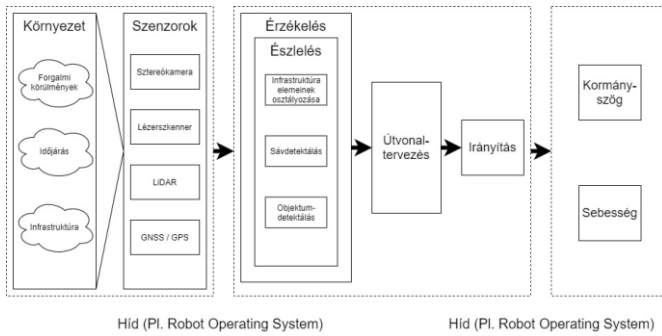 Környezet
Forgalmi
körülmények
Időjárás
Infrastruktúra
Szenzorok
Sztereókamera
Lézerszkenner
LiDAR
GNSS / GPS
Érzékelés
Észlelés
Infrastruktúra
elemeinek
osztályozása
Sávdetektálás
Objektum-
detektálás
Útvonal-
tervezés
Irányítás
Kormány-
szög
Sebesség
Híd (Pl. Robot Operating System)
Híd (Pl. Robot Operating System)